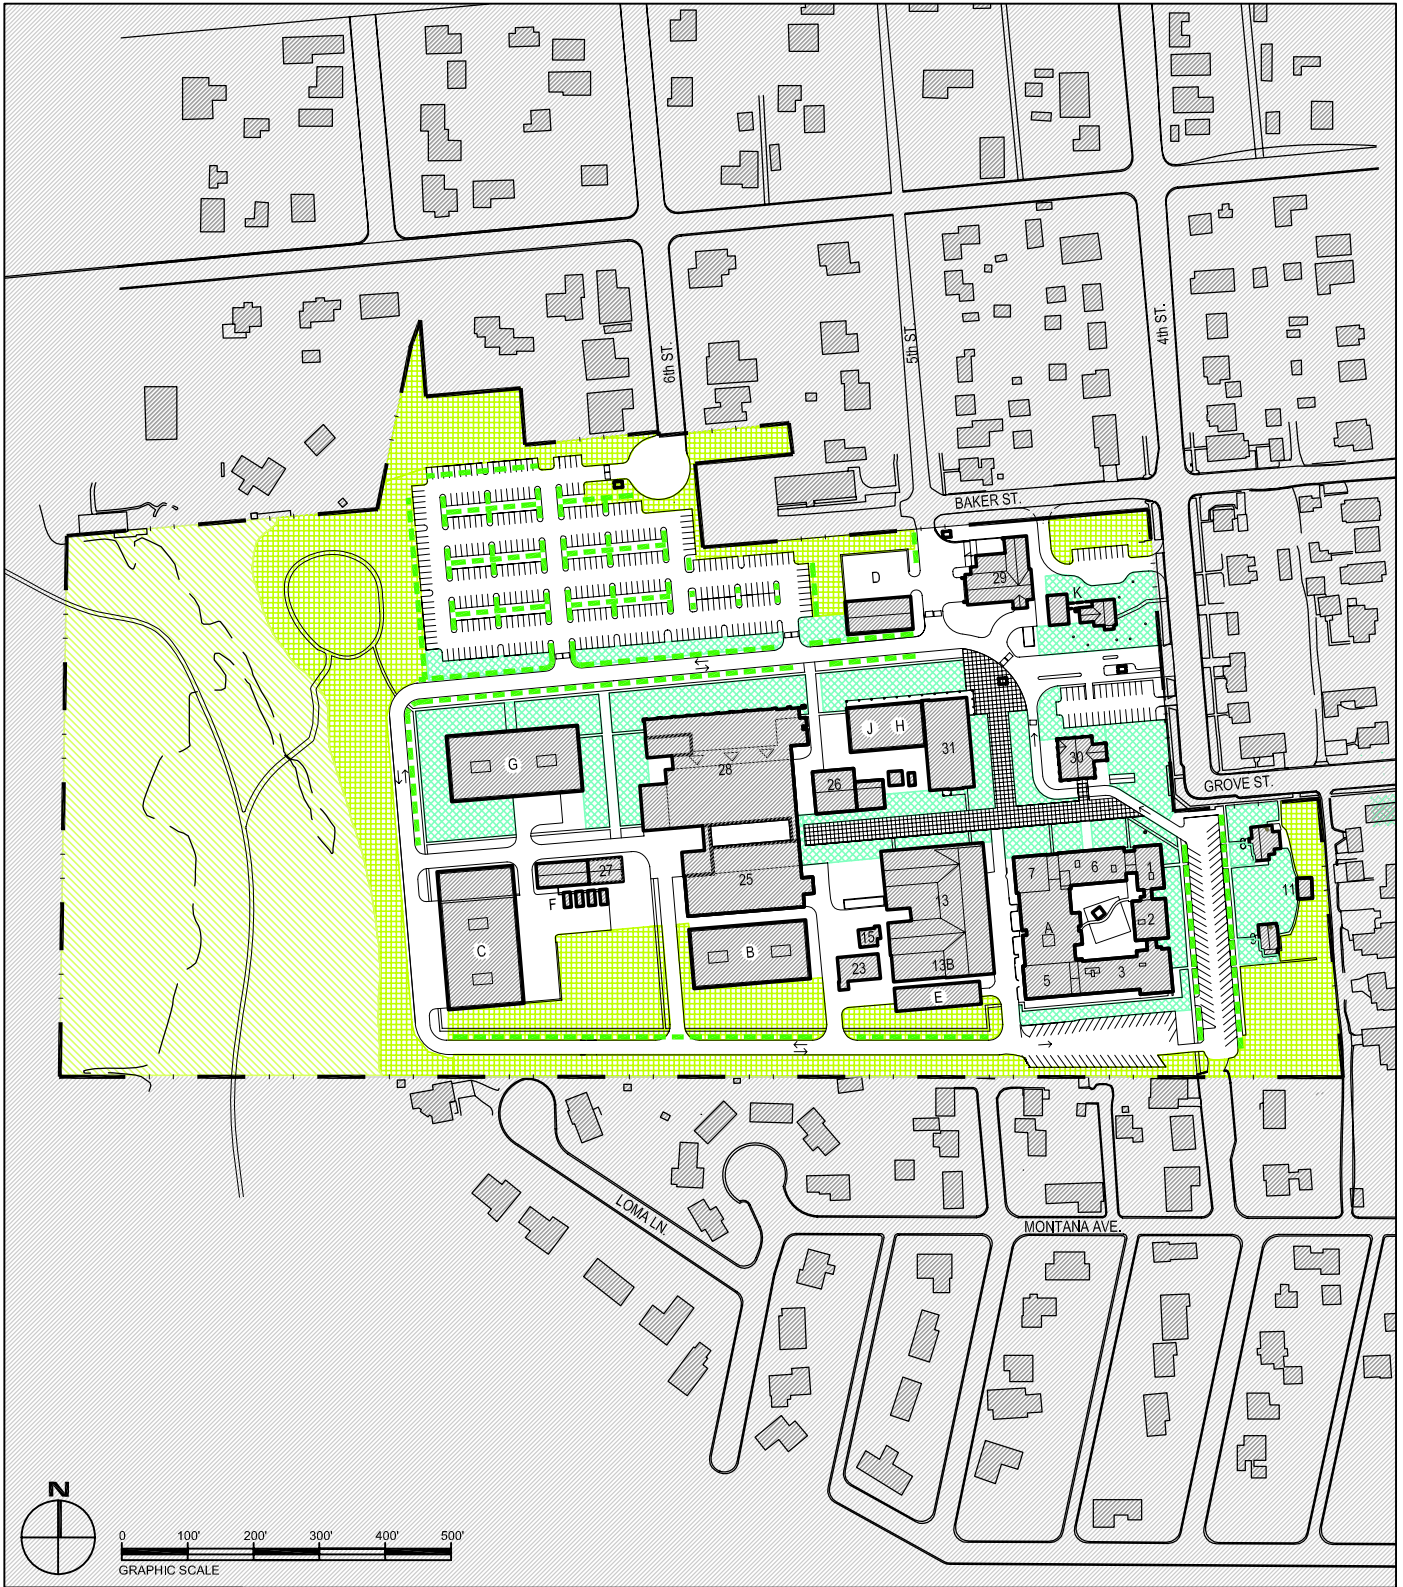 4th ST.
5th ST.
6th ST.
BAKER ST.
D
29
K
J
H
31
30
GROVE ST.
G
28
26
8
7
6
1
27
25
13
11
F
2
A
9
C
B
15
23
13B
5
3
E
LOMA LN.
MONTANA AVE.
N
0 100' 200' 300' 400' 500'
GRAPHIC SCALE